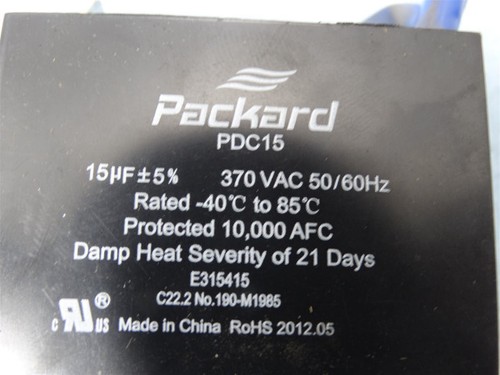 Packard
PDC15
15µF±5% 370 VAC 50/60Hz
Rated -40℃ to 85℃
Protected 10,000 AFC
Damp Heat Severity of 21 Days
E315415
C22.2 No.190-M1985
c RU® US Made in China RoHS 2012.05